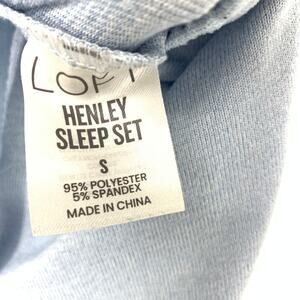 LOFT
HENLEY
SLEEP SET
S
95% POLYESTER
5% SPANDEX
MADE IN CHINA